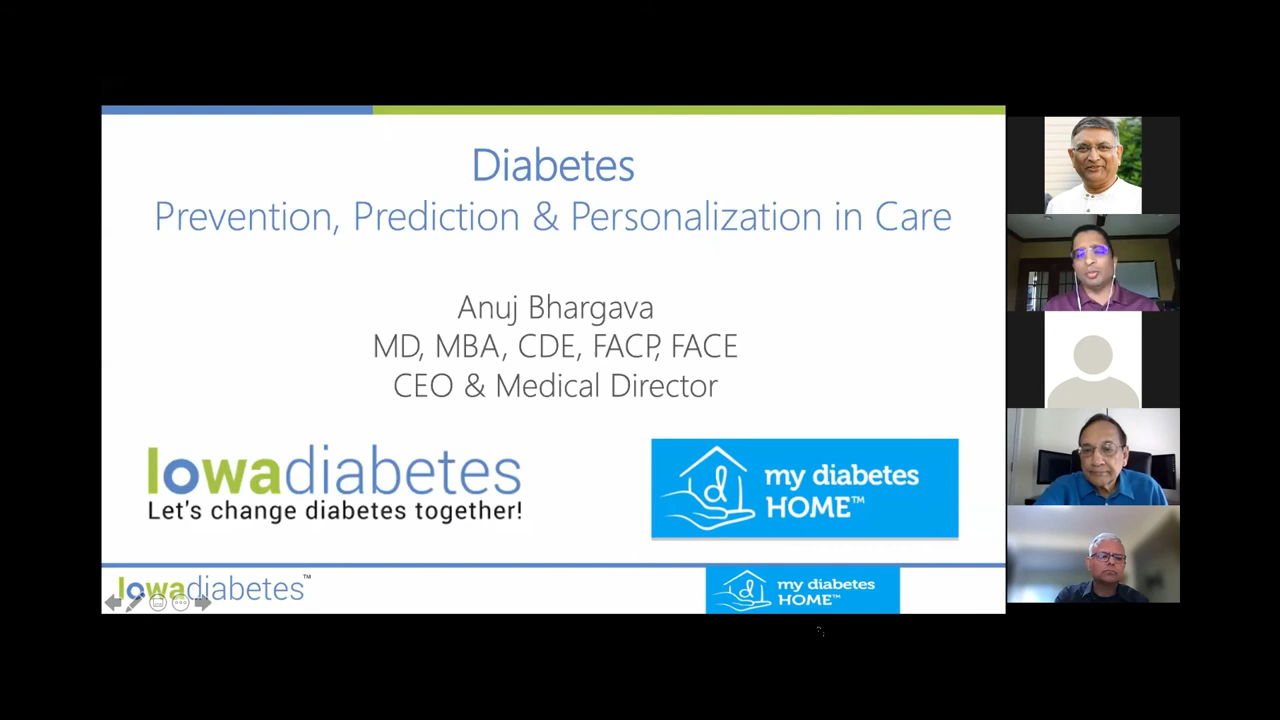 Diabetes
Prevention, Prediction & Personalization in Care
Anuj Bhargava
MD, MBA, CDE, FACP, FACE
CEO & Medical Director
Iowadiabetes
Let's change diabetes together!
my diabetes
HOME™
Iowadiabetes™
my diabetes
HOME™